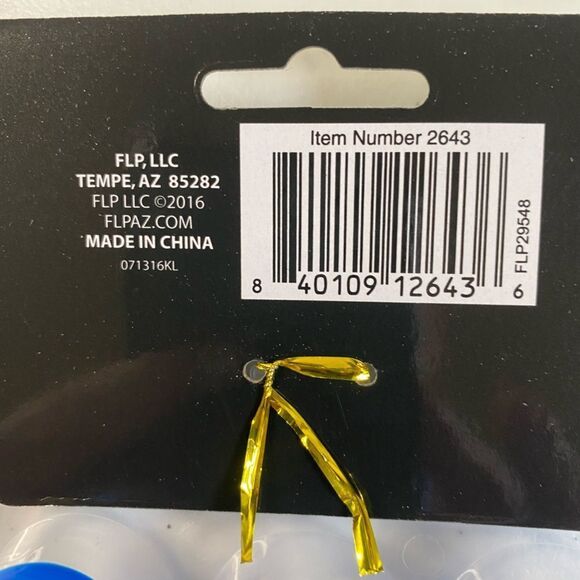 FLP, LLC
TEMPE, AZ 85282
FLP LLC ©2016
FLPAZ.COM
MADE IN CHINA
071316KL
Item Number 2643
8 40109 12643 6
FLP29548